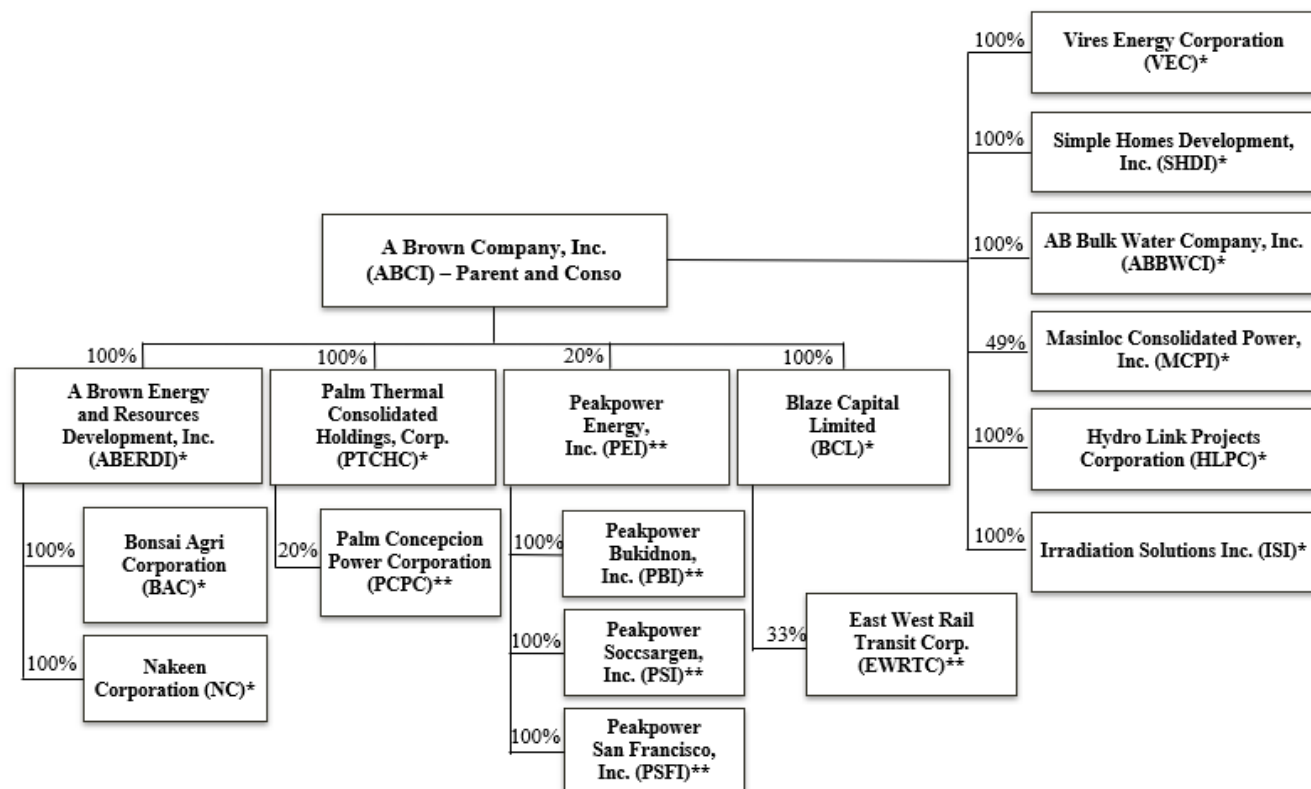 100%
Vires Energy Corporation
(VEC)*
100%
Simple Homes Development,
Inc. (SHDI)*
A Brown Company, Inc.
(ABCI) – Parent and Conso
100%
AB Bulk Water Company, Inc.
(ABBWCI)*
49%
Masinloc Consolidated Power,
Inc. (MCPI)*
100%
Hydro Link Projects
Corporation (HLPC)*
100%
Irradiation Solutions Inc. (ISI)*
100%
A Brown Energy
and Resources
Development, Inc.
(ABERDI)*
100%
Palm Thermal
Consolidated
Holdings, Corp.
(PTCHC)*
20%
Peakpower
Energy,
Inc. (PEI)**
100%
Blaze Capital
Limited
(BCL)*
100%
Bonsai Agri
Corporation
(BAC)*
100%
Nakeen
Corporation (NC)*
20%
Palm Concepcion
Power Corporation
(PCPC)**
100%
Peakpower
Bukidnon,
Inc. (PBI)**
100%
Peakpower
Soccsargen,
Inc. (PSI)**
100%
Peakpower
San Francisco,
Inc. (PSFI)**
33%
East West Rail
Transit Corp.
(EWRTC)**